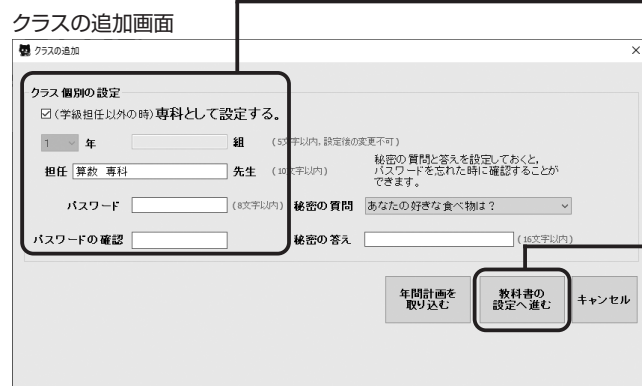 クラスの追加画面
クラスの追加
クラス個別の設定
☑(学級担任以外の時)専科として設定する。
1 年 組 (5文字以内, 設定後の変更不可)
担任 算数 専科 先生 (10文字以内)
秘密の質問と答えを設定しておくと,
パスワードを忘れた時に確認することが
できます。
パスワード (8文字以内) 秘密の質問 あなたの好きな食べ物は?
パスワードの確認 秘密の答え (16文字以内)
年間計画を
取り込む
教科書の
設定へ進む
キャンセル